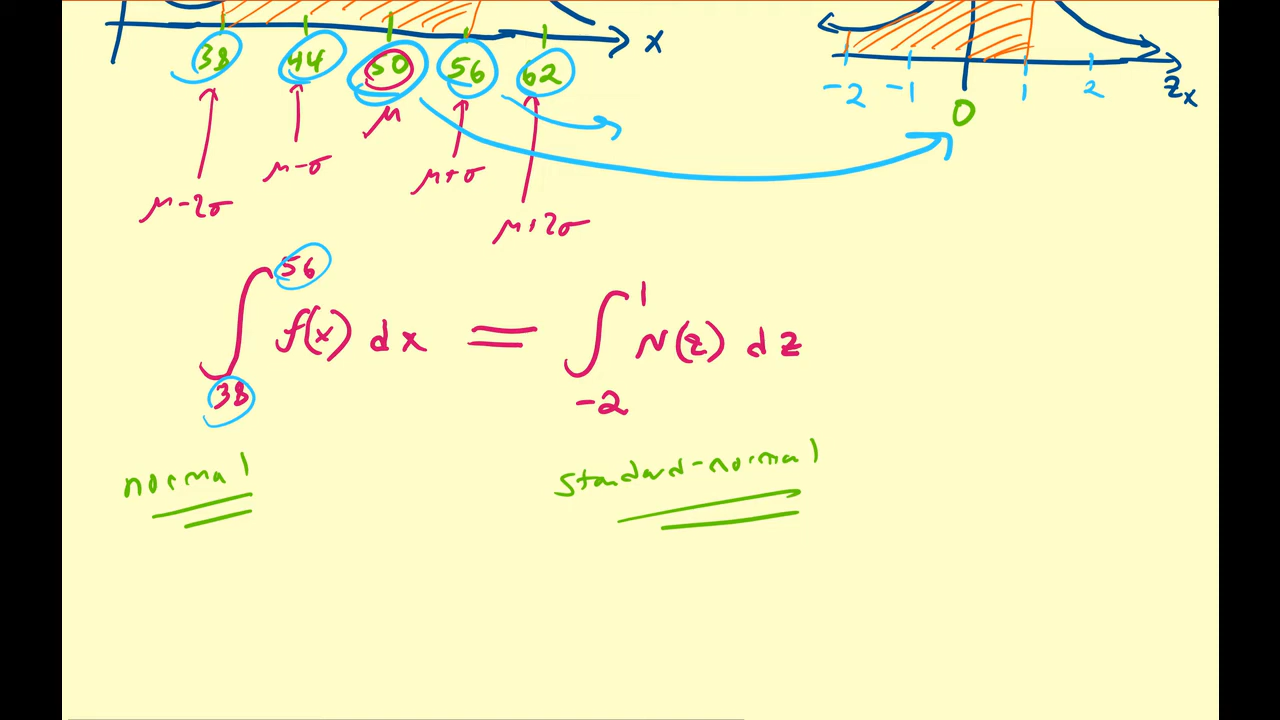 38 44 50 56 62 x
-2 -1 0 1 2 zx
μ
μ-2σ μ-σ μ+σ μ+2σ
∫ 38 56 f(x) dx = ∫ -2 1 N(z) dz
normal standard-normal